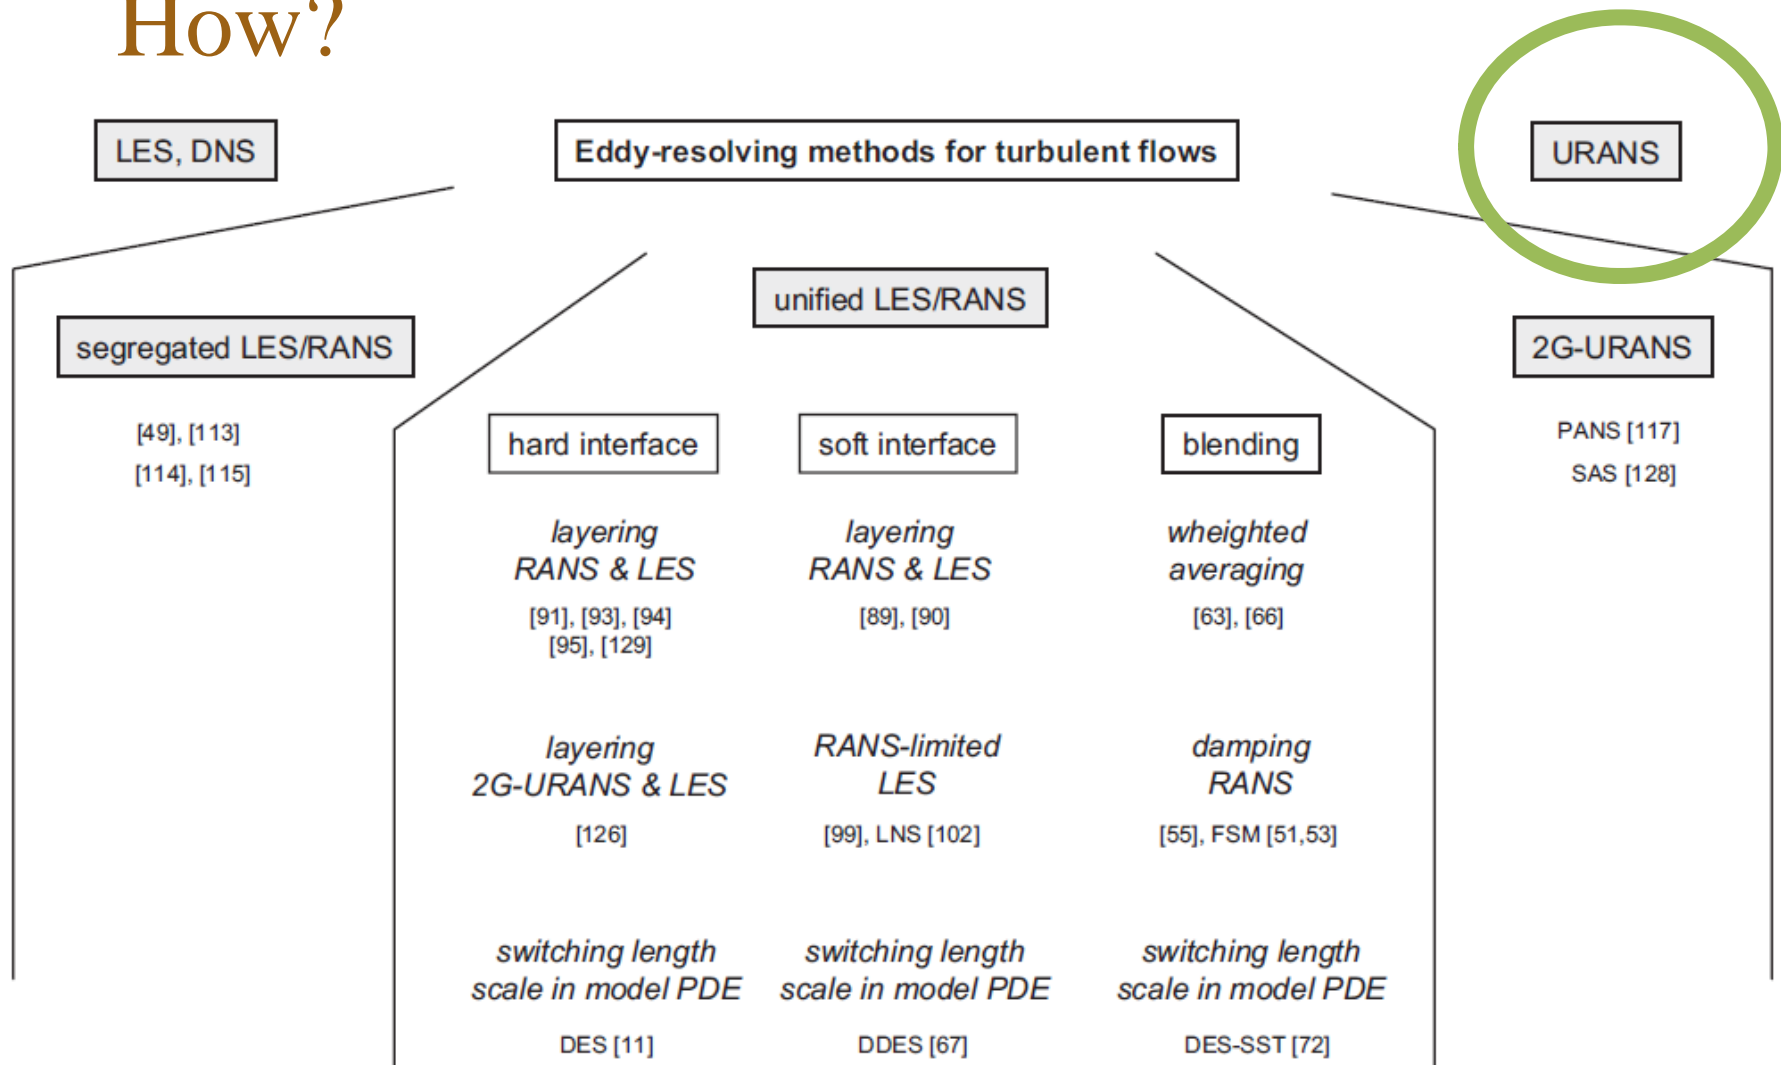 How?
LES, DNS
Eddy-resolving methods for turbulent flows
URANS
unified LES/RANS
segregated LES/RANS
2G-URANS
[49], [113]
[114], [115]
PANS [117]
SAS [128]
hard interface
soft interface
blending
layering
RANS & LES
[91], [93], [94]
[95], [129]
layering
RANS & LES
[89], [90]
wheighted
averaging
[63], [66]
layering
2G-URANS & LES
[126]
RANS-limited
LES
[99], LNS [102]
damping
RANS
[55], FSM [51,53]
switching length
scale in model PDE
DES [11]
switching length
scale in model PDE
DDES [67]
switching length
scale in model PDE
DES-SST [72]